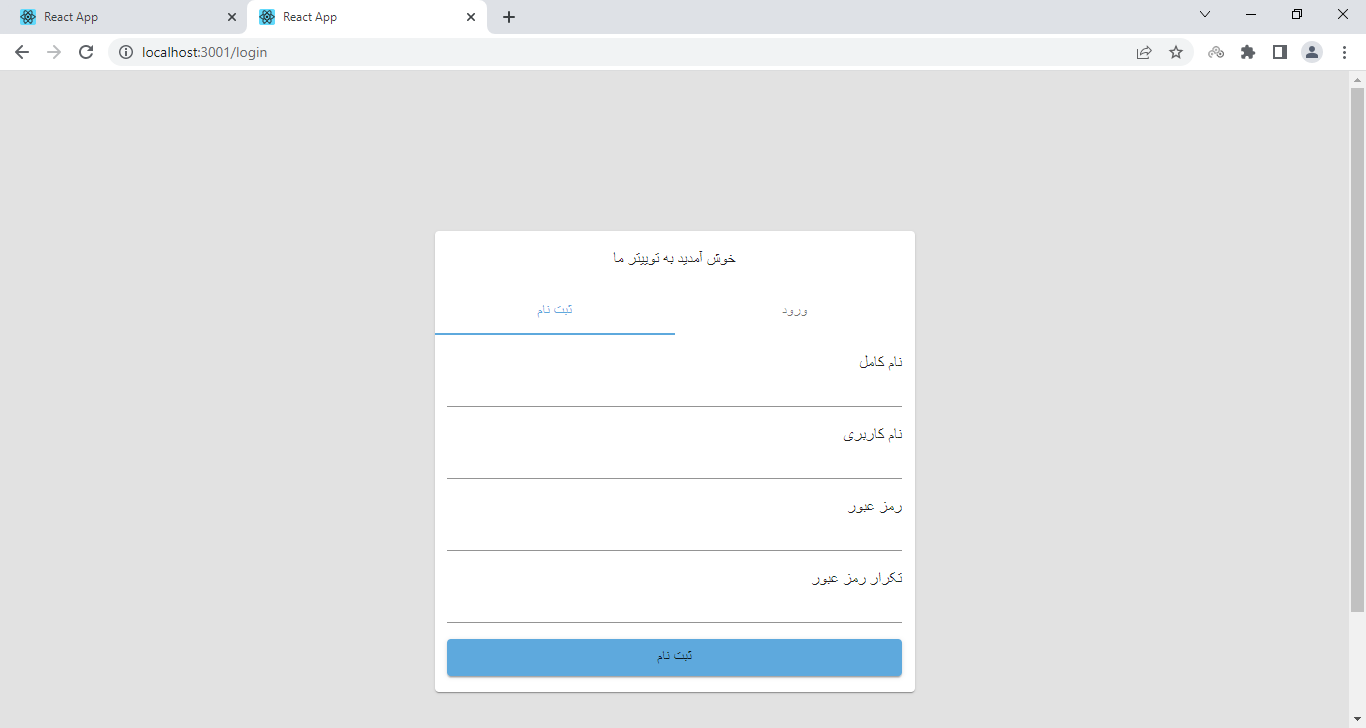 React App
React App
localhost:3001/login
خوش آمدید به توییتر ما
ورود
ثبت نام
نام کامل
نام کاربری
رمز عبور
تکرار رمز عبور
ثبت نام